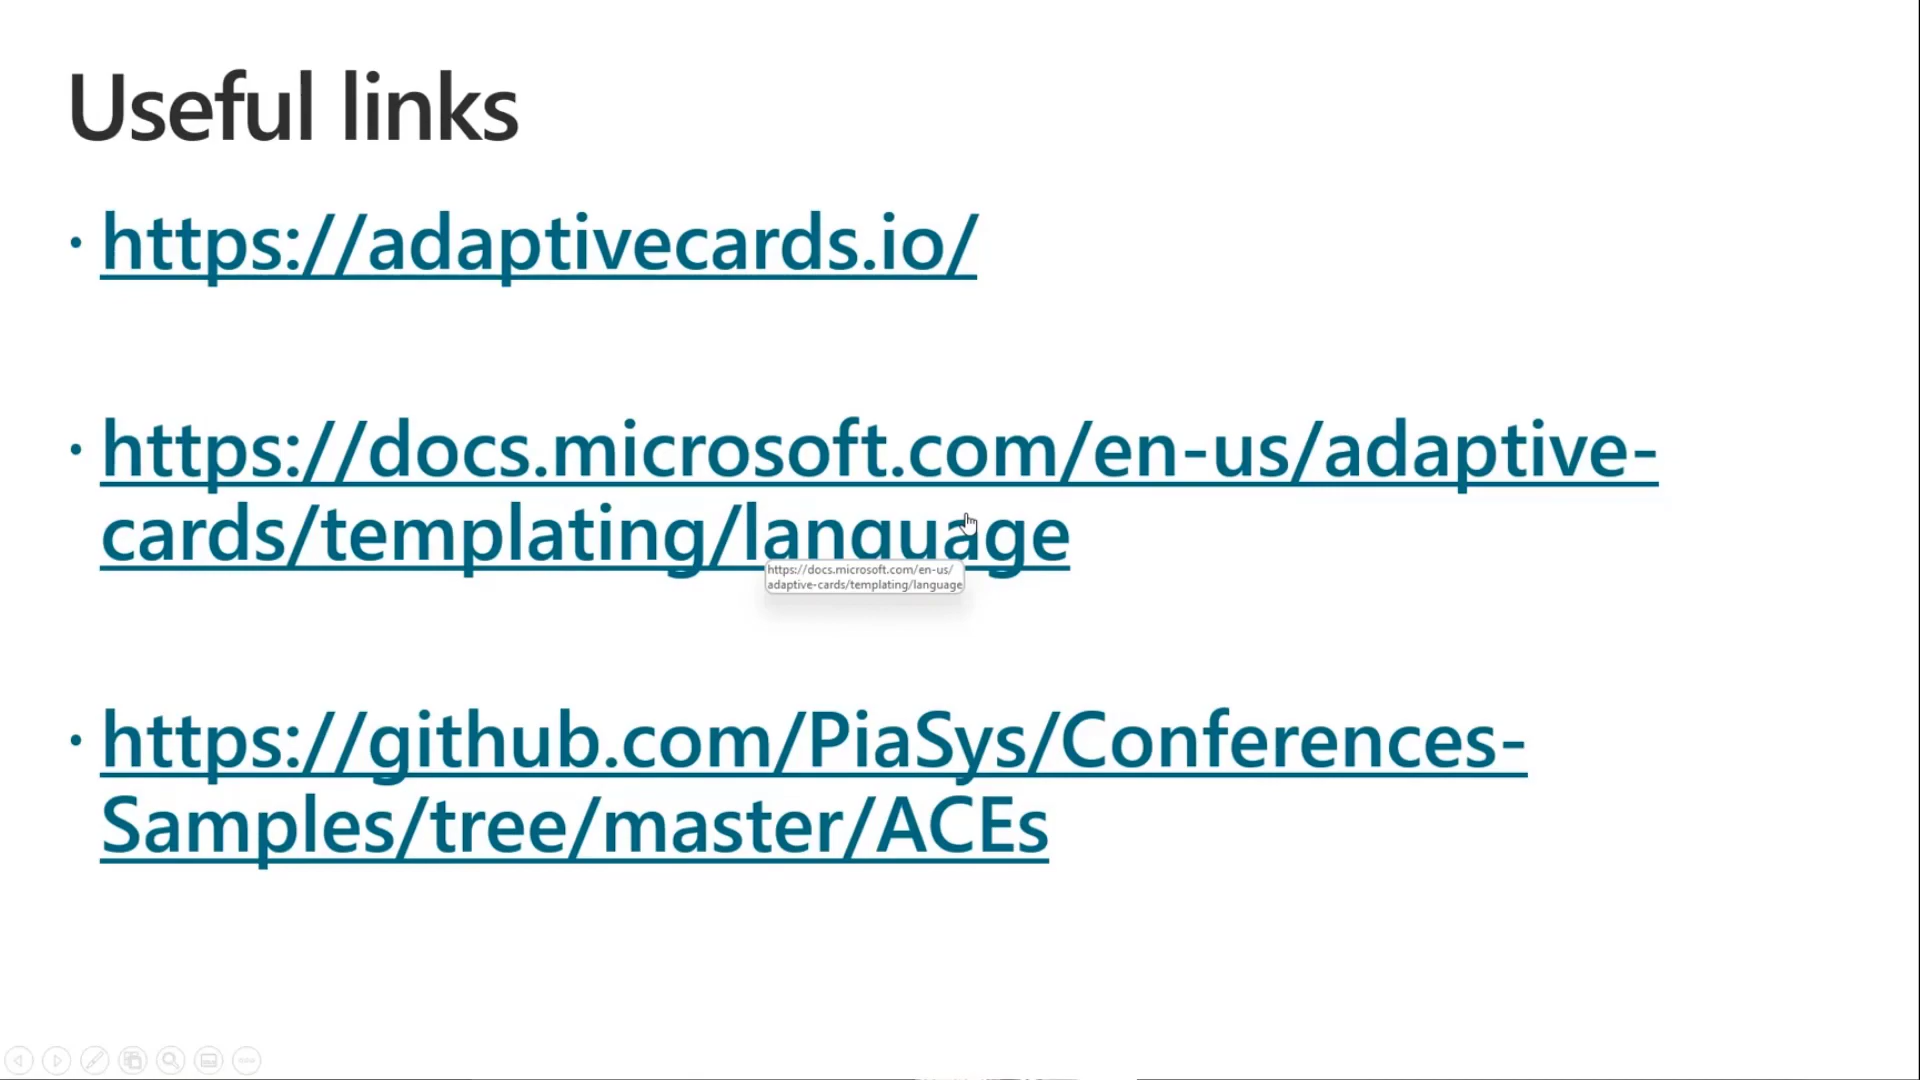 Useful links
• https://adaptivecards.io/
• https://docs.microsoft.com/en-us/adaptive-
cards/templating/language
https://docs.microsoft.com/en-us/
adaptive-cards/templating/language
• https://github.com/PiaSys/Conferences-
Samples/tree/master/ACEs